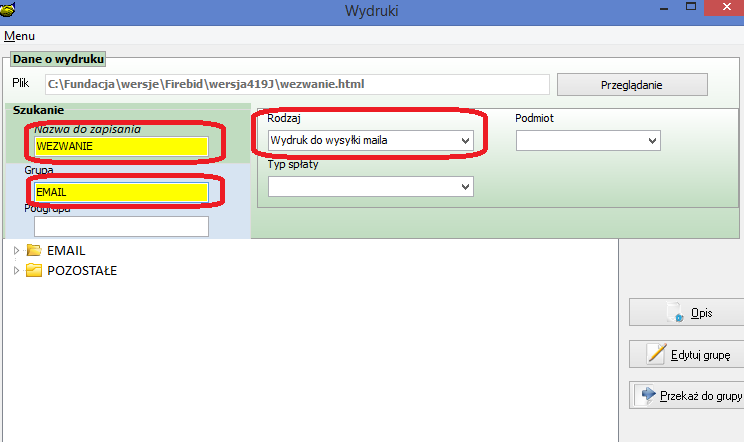 Wydruki
Menu
Dane o wydruku
Plik C:\Fundacja\wersje\Firebid\wersja419J\wezwanie.html Przeglądanie
Szukanie
Nazwa do zapisania
WEZWANIE
Grupa
EMAIL
Podgrupa
Rodzaj
Wydruk do wysyłki maila
Podmiot
Typ spłaty
EMAIL
POZOSTAŁE
Opis
Edytuj grupę
Przekaż do grupy